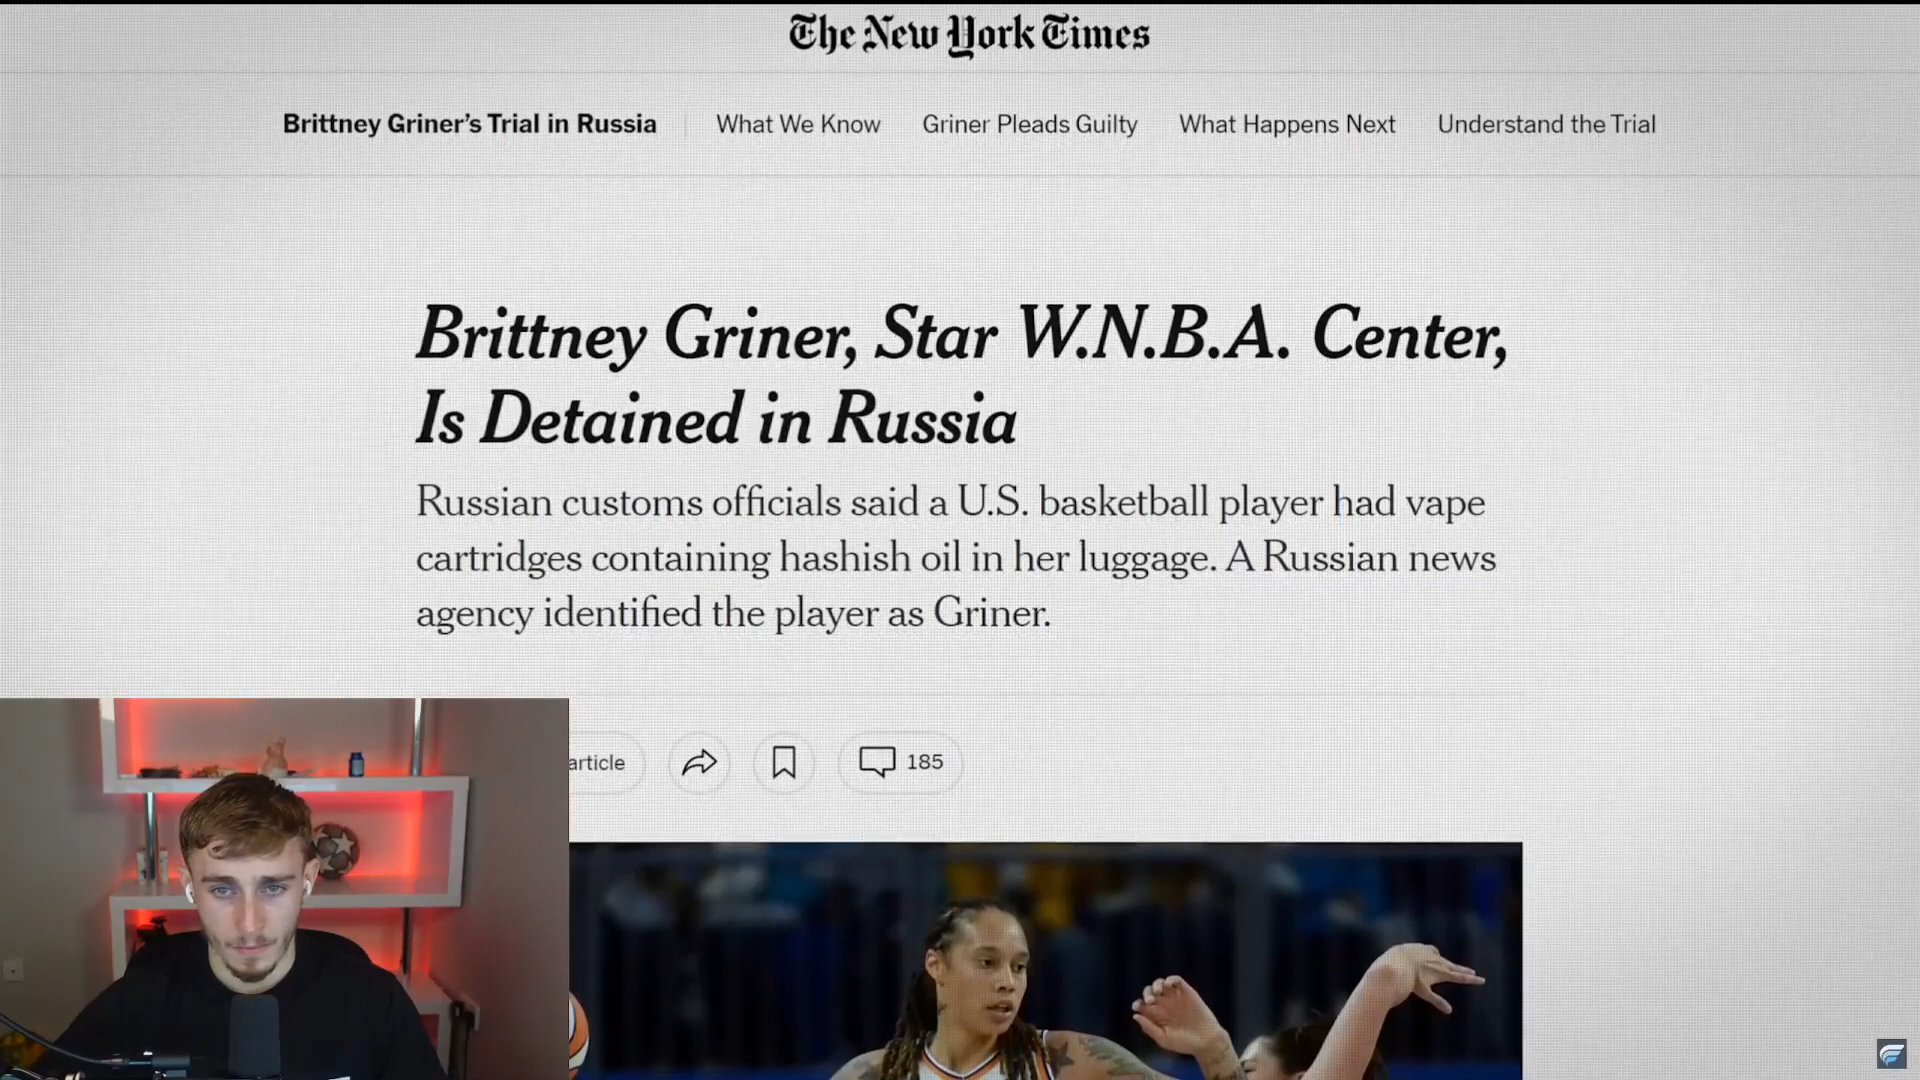 The New York Times
Brittney Griner's Trial in Russia What We Know Griner Pleads Guilty What Happens Next Understand the Trial
Brittney Griner, Star W.N.B.A. Center,
Is Detained in Russia
Russian customs officials said a U.S. basketball player had vape
cartridges containing hashish oil in her luggage. A Russian news
agency identified the player as Griner.
article 185